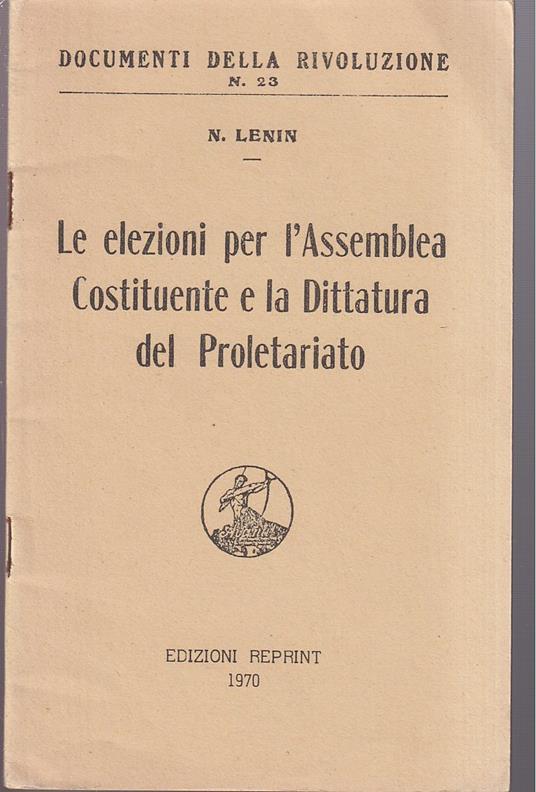 DOCUMENTI DELLA RIVOLUZIONE
N. 23
N. LENIN
Le elezioni per l'Assemblea
Costituente e la Dittatura
del Proletariato
EDIZIONI REPRINT
1970